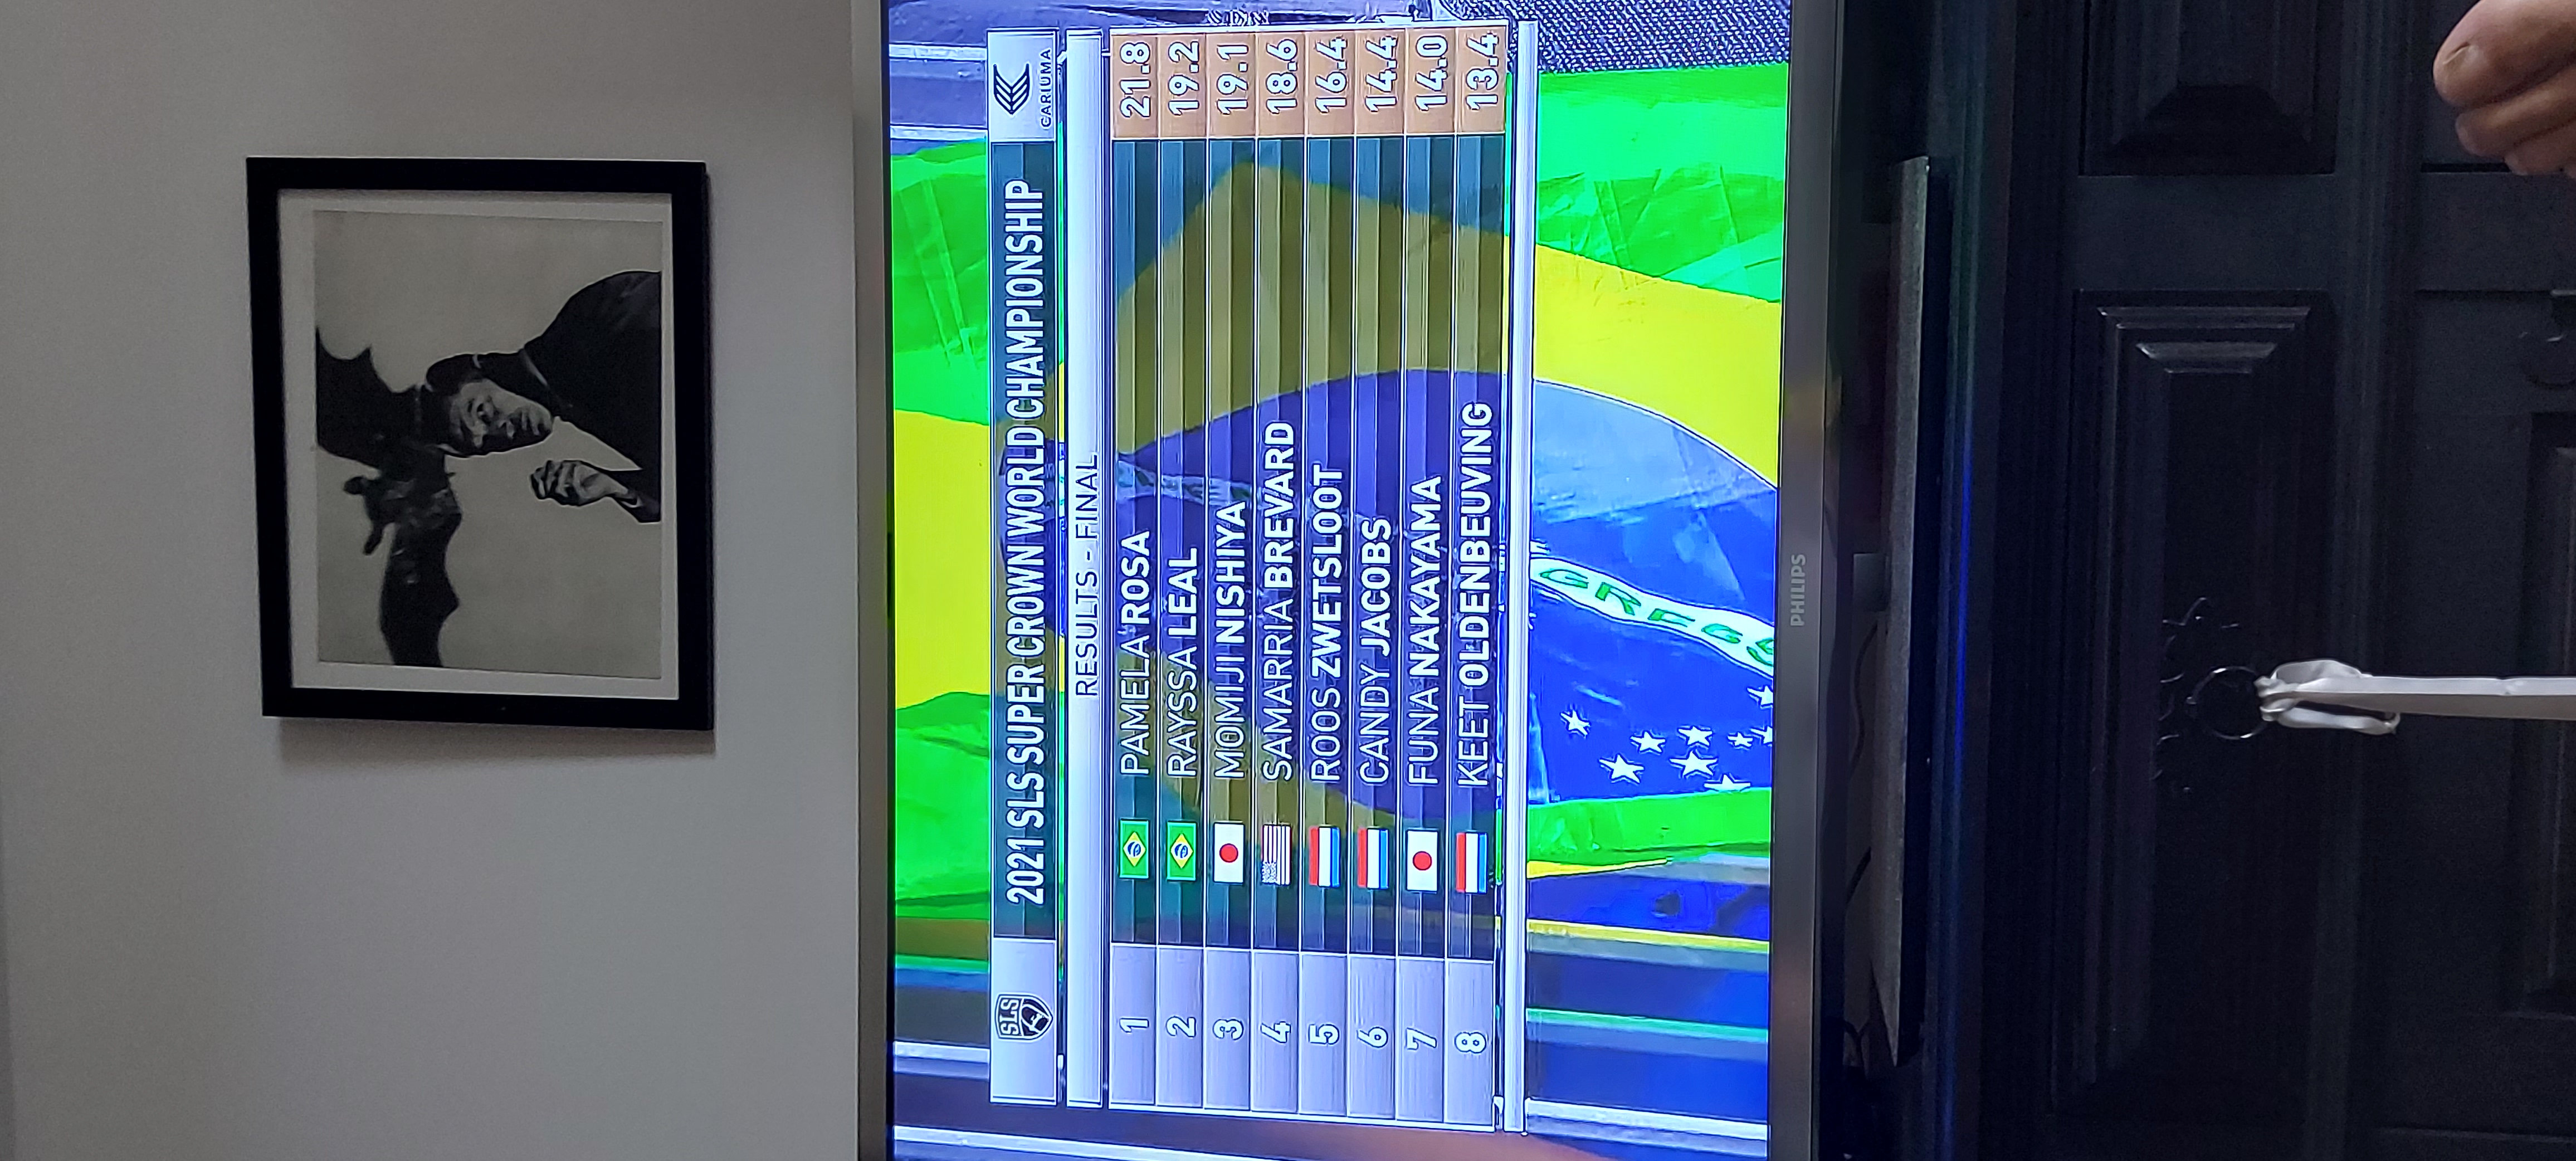 SLS
2021 SLS SUPER CROWN WORLD CHAMPIONSHIP
CARIUMA
RESULTS - FINAL
1 PAMELA ROSA 21.8
2 RAYSSA LEAL 19.2
3 MOMIJI NISHIYA 19.1
4 SAMARRIA BREVARD 18.6
5 ROOS ZWETSLOOT 16.4
6 CANDY JACOBS 14.4
7 FUNA NAKAYAMA 14.0
8 KEET OLDENBEUVING 13.4
PHILIPS